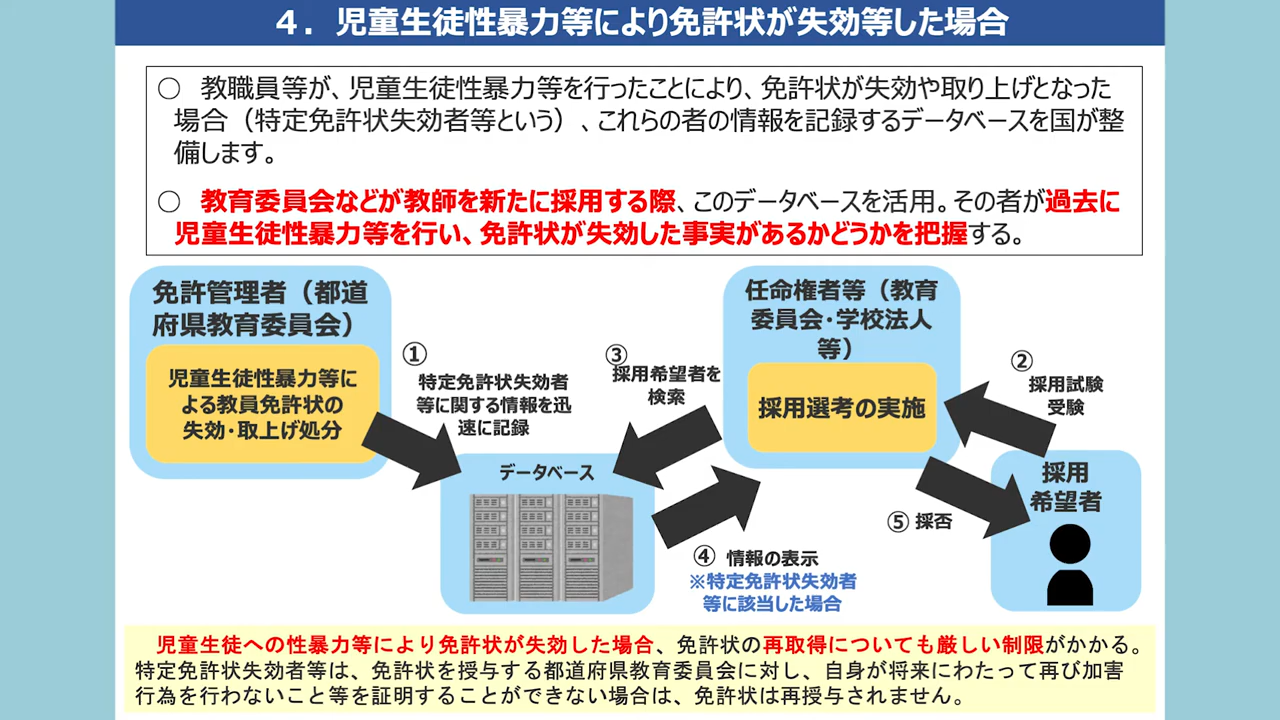 ４．児童生徒性暴力等により免許状が失効等した場合
○ 教職員等が、児童生徒性暴力等を行ったことにより、免許状が失効や取り上げとなった
場合（特定免許状失効者等という）、これらの者の情報を記録するデータベースを国が整
備します。
○ 教育委員会などが教師を新たに採用する際、このデータベースを活用。その者が過去に
児童生徒性暴力等を行い、免許状が失効した事実があるかどうかを把握する。
免許管理者（都道
府県教育委員会）
児童生徒性暴力等に
よる教員免許状の
失効・取上げ処分
①
特定免許状失効者
等に関する情報を迅
速に記録
データベース
③
採用希望者を
検索
任命権者等（教育
委員会・学校法人
等）
採用選考の実施
②
採用試験
受験
④ 情報の表示
※特定免許状失効者
等に該当した場合
⑤ 採否
採用
希望者
児童生徒への性暴力等により免許状が失効した場合、免許状の再取得についても厳しい制限がかかる。
特定免許状失効者等は、免許状を授与する都道府県教育委員会に対し、自身が将来にわたって再び加害
行為を行わないこと等を証明することができない場合は、免許状は再授与されません。